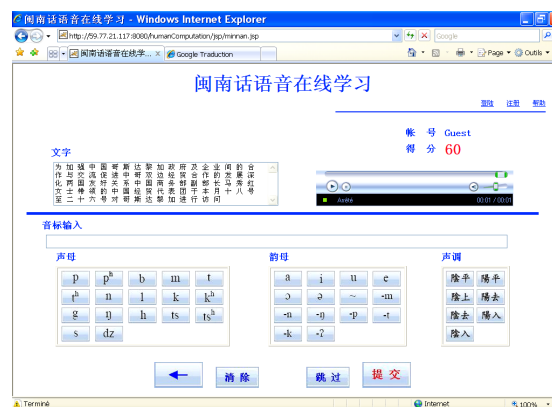 闽南话语音在线学习 - Windows Internet Explorer
http://59.77.21.117:8080/humanComputation/jsp/minnan.jsp
Google
闽南话语音在线学... Google Traduction
Page Outils
闽南话语音在线学习
登陆 注册 帮助
帐 号 Guest
得 分 60
文字
为加强中国哥斯达黎加政府及企业间的合
作与交流促进中哥双边经贸合作的发展深
化两国友好关系中国商务部副部长马秀红
女士带领的中国经贸代表团于本月十八号
至二十六号对哥斯达黎加进行访问
Arrêté 00:01 / 00:01
音标输入
声母 韵母 声调
p pʰ b m t a i u e 陰平 陽平
tʰ n l k kʰ ɔ ə ~ -m 陰上 陽去
g ŋ h ts tsʰ -n -ŋ -p -t 陰去 陽入
s dz -k -ʔ 陰入
← 清除 跳过 提交
Terminé Internet 100%